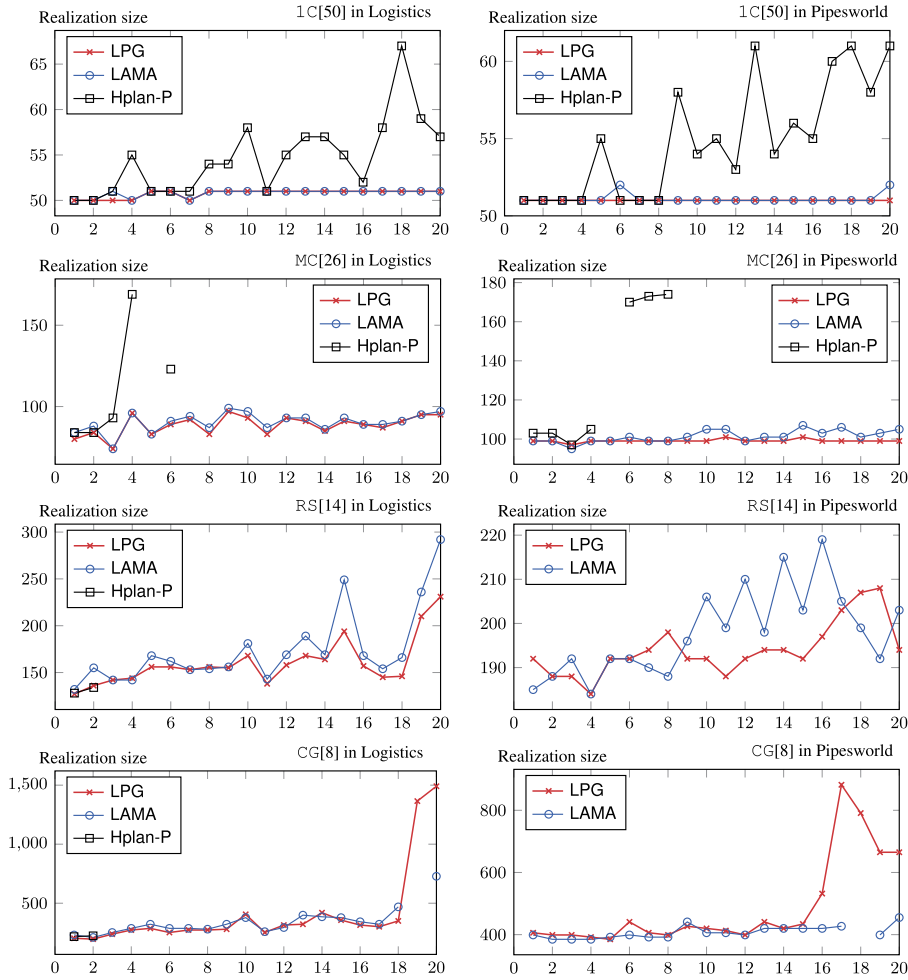 Realization size
1C[50] in Logistics
LPG
LAMA
Hplan-P
65
60
55
50
0 2 4 6 8 10 12 14 16 18 20
Realization size
1C[50] in Pipesworld
LPG
LAMA
Hplan-P
60
55
50
0 2 4 6 8 10 12 14 16 18 20
Realization size
MC[26] in Logistics
LPG
LAMA
Hplan-P
150
100
0 2 4 6 8 10 12 14 16 18 20
Realization size
MC[26] in Pipesworld
LPG
LAMA
Hplan-P
180
160
140
120
100
0 2 4 6 8 10 12 14 16 18 20
Realization size
RS[14] in Logistics
LPG
LAMA
Hplan-P
300
250
200
150
0 2 4 6 8 10 12 14 16 18 20
Realization size
RS[14] in Pipesworld
LPG
LAMA
220
210
200
190
0 2 4 6 8 10 12 14 16 18 20
Realization size
CG[8] in Logistics
LPG
LAMA
Hplan-P
1,500
1,000
500
0 2 4 6 8 10 12 14 16 18 20
Realization size
CG[8] in Pipesworld
LPG
LAMA
800
600
400
0 2 4 6 8 10 12 14 16 18 20